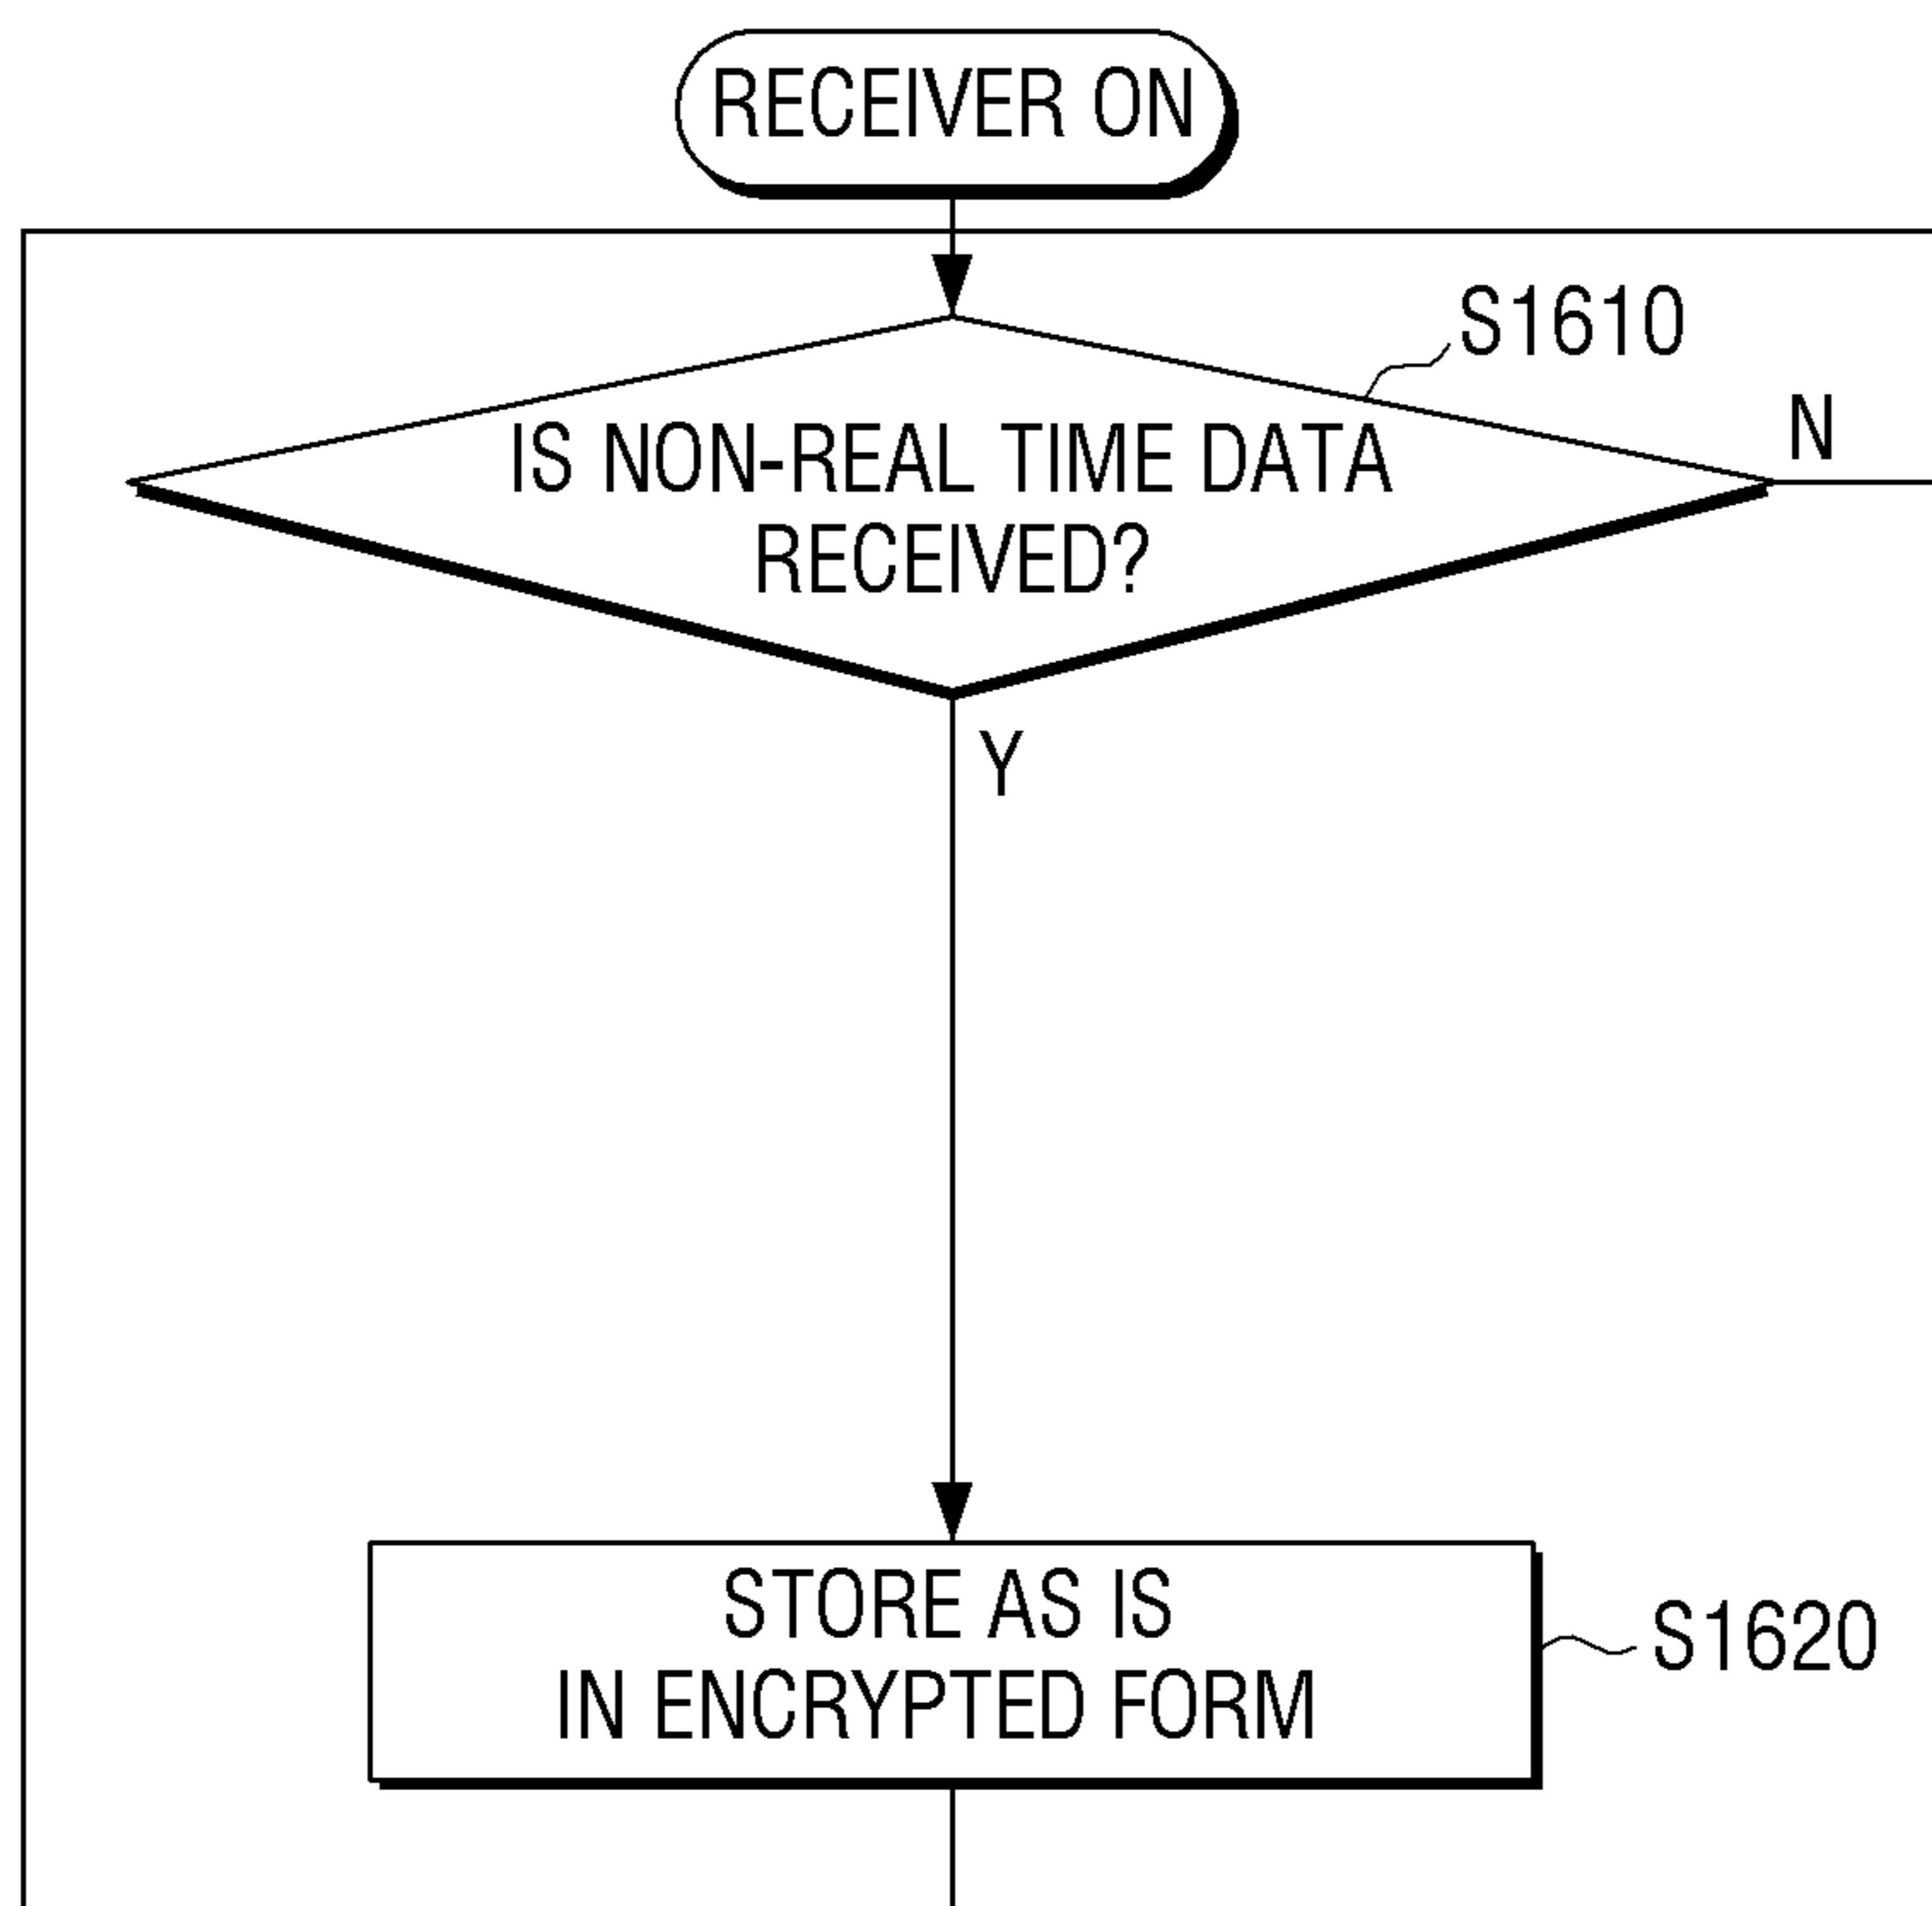 RECEIVER ON
S1610
N
IS NON-REAL TIME DATA
RECEIVED?
Y
STORE AS IS
IN ENCRYPTED FORM
S1620